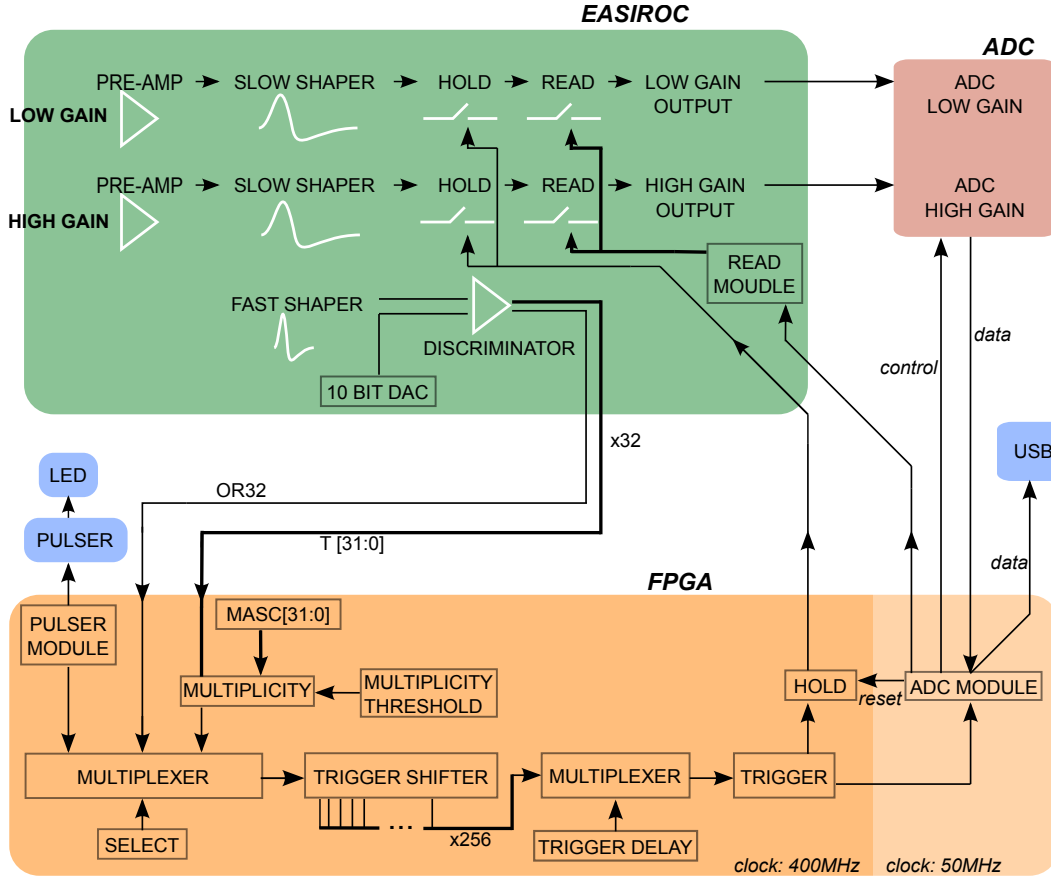 EASIROC
ADC
PRE-AMP
SLOW SHAPER
HOLD
READ
LOW GAIN
OUTPUT
ADC
LOW GAIN
LOW GAIN
PRE-AMP
SLOW SHAPER
HOLD
READ
HIGH GAIN
OUTPUT
ADC
HIGH GAIN
HIGH GAIN
READ
MOUDLE
FAST SHAPER
DISCRIMINATOR
10 BIT DAC
control
data
x32
USB
LED
OR32
PULSER
T [31:0]
data
FPGA
PULSER
MODULE
MASC[31:0]
MULTIPLICITY
MULTIPLICITY
THRESHOLD
HOLD
reset
ADC MODULE
MULTIPLEXER
TRIGGER SHIFTER
MULTIPLEXER
TRIGGER
...
x256
SELECT
TRIGGER DELAY
clock: 400MHz
clock: 50MHz